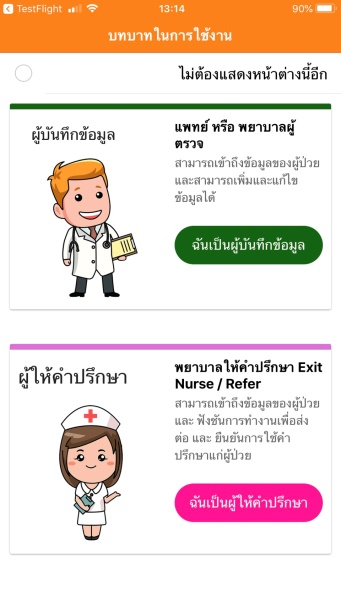 TestFlight 13:14 90%
บทบาทในการใช้งาน
ไม่ต้องแสดงหน้าต่างนี้อีก
ผู้บันทึกข้อมูล
แพทย์ หรือ พยาบาลผู้
ตรวจ
สามารถเข้าถึงข้อมูลของผู้ป่วย
และสามารถเพิ่มและแก้ไข
ข้อมูลได้
ฉันเป็นผู้บันทึกข้อมูล
ผู้ให้คำปรึกษา
พยาบาลให้คำปรึกษา Exit
Nurse / Refer
สามารถเข้าถึงข้อมูลของผู้ป่วย
และ ฟังชันการทำงานเพื่อส่ง
ต่อ และ ยืนยันการใช้คำ
ปรึกษาแก่ผู้ป่วย
ฉันเป็นผู้ให้คำปรึกษา